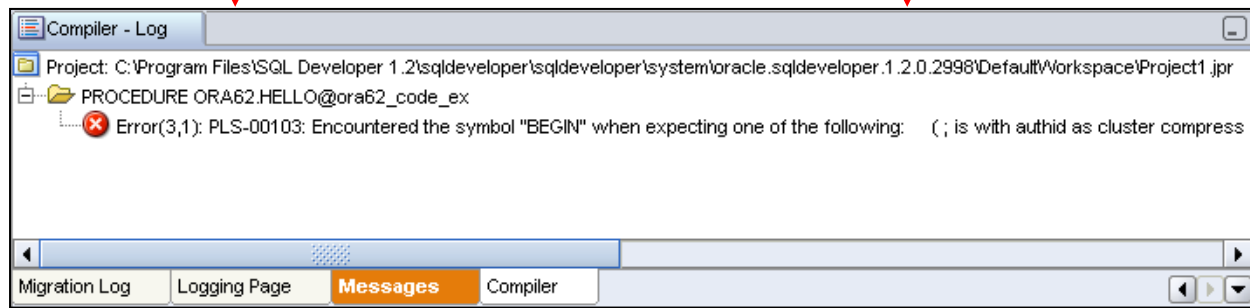 Compiler - Log
Project: C:\Program Files\SQL Developer 1.2\sqldeveloper\sqldeveloper\system\oracle.sqldeveloper.1.2.0.2998\DefaultWorkspace\Project1.jpr
PROCEDURE ORA62.HELLO@ora62_code_ex
Error(3,1): PLS-00103: Encountered the symbol "BEGIN" when expecting one of the following: ( ; is with authid as cluster compress
Migration Log Logging Page Messages Compiler